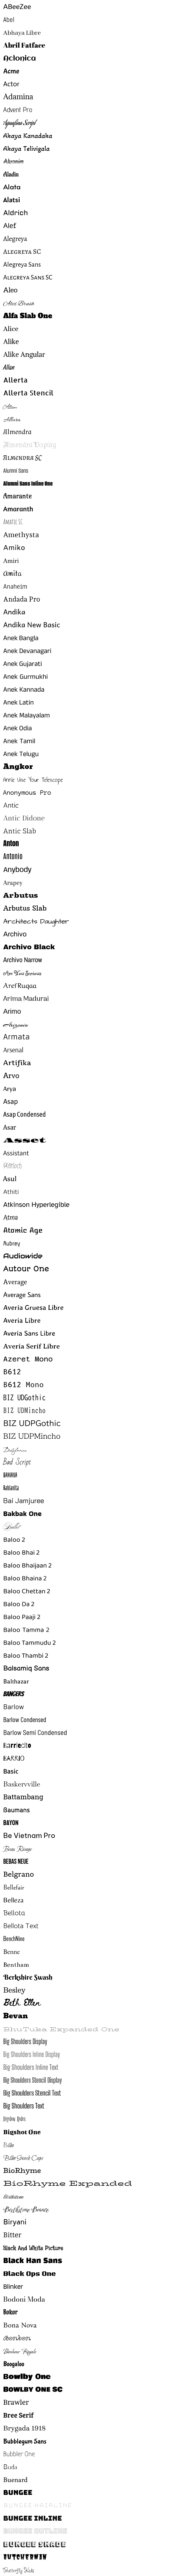 ABeeZee
Abel
Abhaya Libre
Abril Fatface
Aclonica
Acme
Actor
Adamina
Advent Pro
Aguafina Script
Akaya Kanadaka
Akaya Telivigala
Akronim
Aladin
Alata
Alatsi
Aldrich
Alef
Alegreya
Alegreya SC
Alegreya Sans
Alegreya Sans SC
Aleo
Alex Brush
Alfa Slab One
Alice
Alike
Alike Angular
Allan
Allerta
Allerta Stencil
Allison
Allura
Almendra
Almendra Display
Almendra SC
Alumni Sans
Alumni Sans Inline One
Amarante
Amaranth
Amatic SC
Amethysta
Amiko
Amiri
Amita
Anaheim
Andada Pro
Andika
Andika New Basic
Anek Bangla
Anek Devanagari
Anek Gujarati
Anek Gurmukhi
Anek Kannada
Anek Latin
Anek Malayalam
Anek Odia
Anek Tamil
Anek Telugu
Angkor
Annie Use Your Telescope
Anonymous Pro
Antic
Antic Didone
Antic Slab
Anton
Antonio
Anybody
Arapey
Arbutus
Arbutus Slab
Architects Daughter
Archivo
Archivo Black
Archivo Narrow
Are You Serious
Aref Ruqaa
Arima Madurai
Arimo
Arizonia
Armata
Arsenal
Artifika
Arvo
Arya
Asap
Asap Condensed
Asar
Asset
Assistant
Astloch
Asul
Athiti
Atkinson Hyperlegible
Atma
Atomic Age
Aubrey
Audiowide
Autour One
Average
Average Sans
Averia Gruesa Libre
Averia Libre
Averia Sans Libre
Averia Serif Libre
Azeret Mono
B612
B612 Mono
BIZ UDGothic
BIZ UDMincho
BIZ UDPGothic
BIZ UDPMincho
Babylonica
Bad Script
Bahiana
Bahianita
Bai Jamjuree
Bakbak One
Ballet
Baloo 2
Baloo Bhai 2
Baloo Bhaijaan 2
Baloo Bhaina 2
Baloo Chettan 2
Baloo Da 2
Baloo Paaji 2
Baloo Tamma 2
Baloo Tammudu 2
Baloo Thambi 2
Balsamiq Sans
Balthazar
Bangers
Barlow
Barlow Condensed
Barlow Semi Condensed
Barriecito
Barrio
Basic
Baskervville
Battambang
Baumans
Bayon
Be Vietnam Pro
Beau Rivage
Bebas Neue
Belgrano
Bellefair
Belleza
Bellota
Bellota Text
BenchNine
Benne
Bentham
Berkshire Swash
Besley
Beth Ellen
Bevan
BhuTuka Expanded One
Big Shoulders Display
Big Shoulders Inline Display
Big Shoulders Inline Text
Big Shoulders Stencil Display
Big Shoulders Stencil Text
Big Shoulders Text
Bigelow Rules
Bigshot One
Bilbo
Bilbo Swash Caps
BioRhyme
BioRhyme Expanded
Birthstone
Birthstone Bounce
Biryani
Bitter
Black And White Picture
Black Han Sans
Black Ops One
Blinker
Bodoni Moda
Bokor
Bona Nova
Bonbon
Bonheur Royale
Boogaloo
Bowlby One
Bowlby One SC
Brawler
Bree Serif
Brygada 1918
Bubblegum Sans
Bubbler One
Buda
Buenard
Bungee
Bungee Hairline
Bungee Inline
Bungee Outline
Bungee Shade
Butcherman
Butterfly Kids